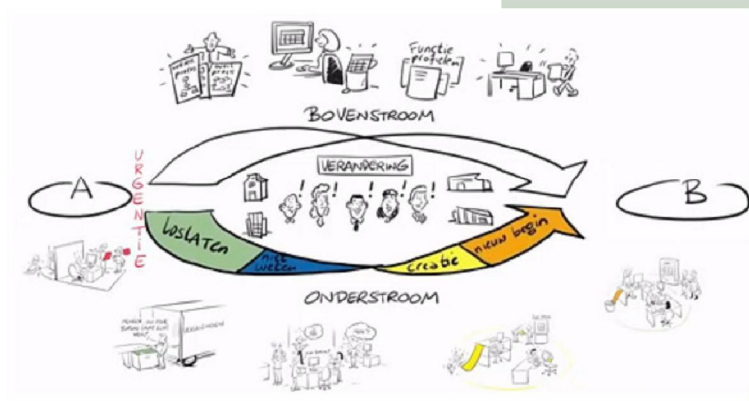 Functie
profielen
BOVENSTROOM
URGENTIE
VERANDERING
! ! ! ! !
A
B
LOSLATEN
niet
weten
creatie
nieuw begin
ONDERSTROOM